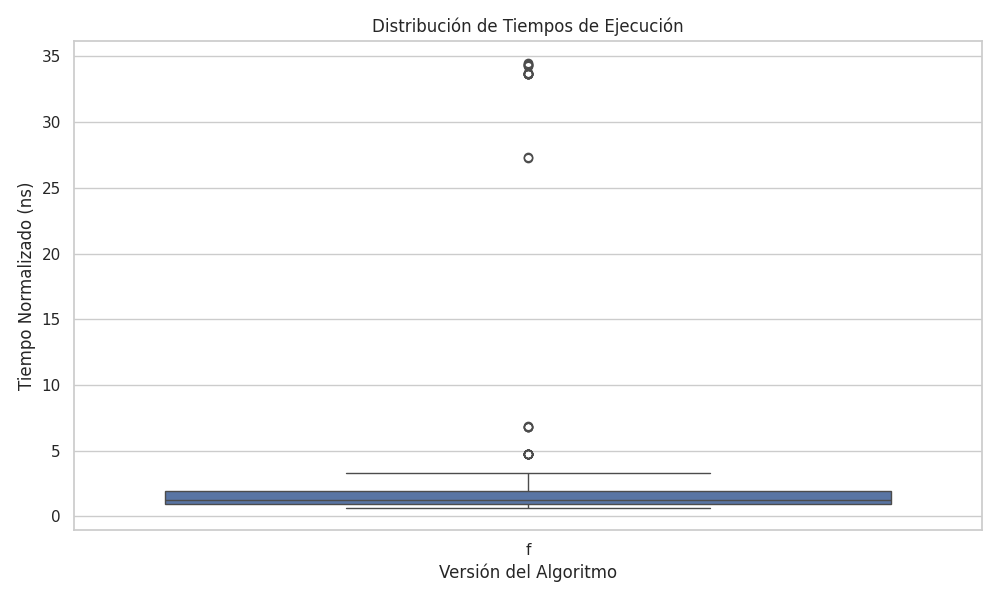 Distribución de Tiempos de Ejecución
Tiempo Normalizado (ns)
35
30
25
20
15
10
5
0
f
Versión del Algoritmo